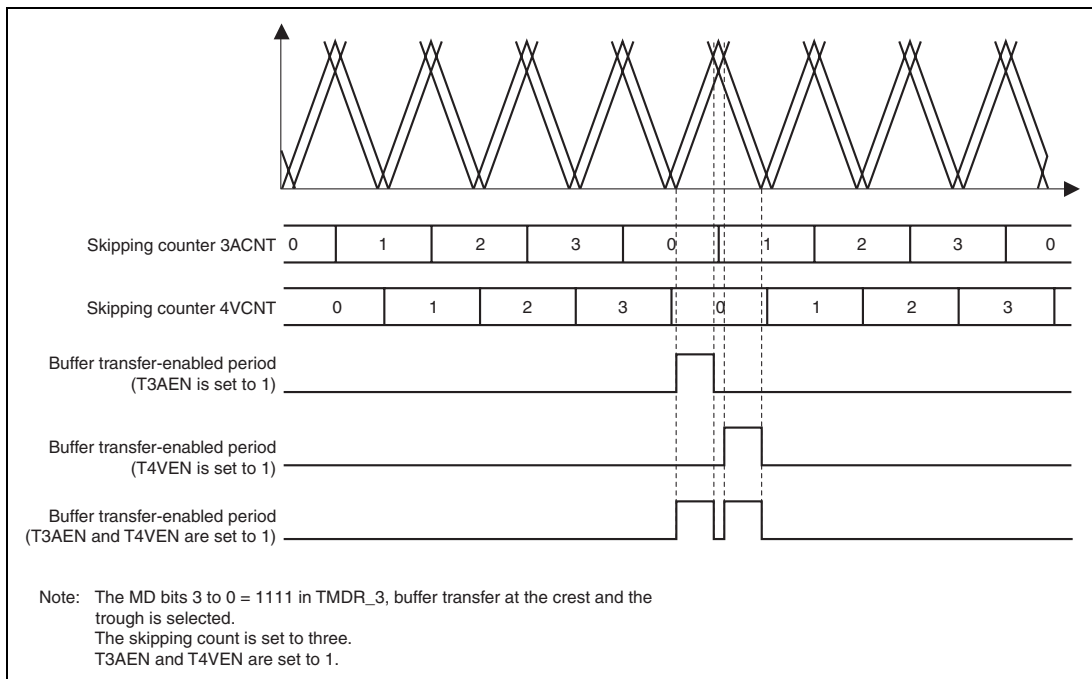 Skipping counter 3ACNT 0 1 2 3 0 1 2 3 0
Skipping counter 4VCNT 0 1 2 3 0 1 2 3
Buffer transfer-enabled period
(T3AEN is set to 1)
Buffer transfer-enabled period
(T4VEN is set to 1)
Buffer transfer-enabled period
(T3AEN and T4VEN are set to 1)
Note: The MD bits 3 to 0 = 1111 in TMDR_3, buffer transfer at the crest and the
trough is selected.
The skipping count is set to three.
T3AEN and T4VEN are set to 1.